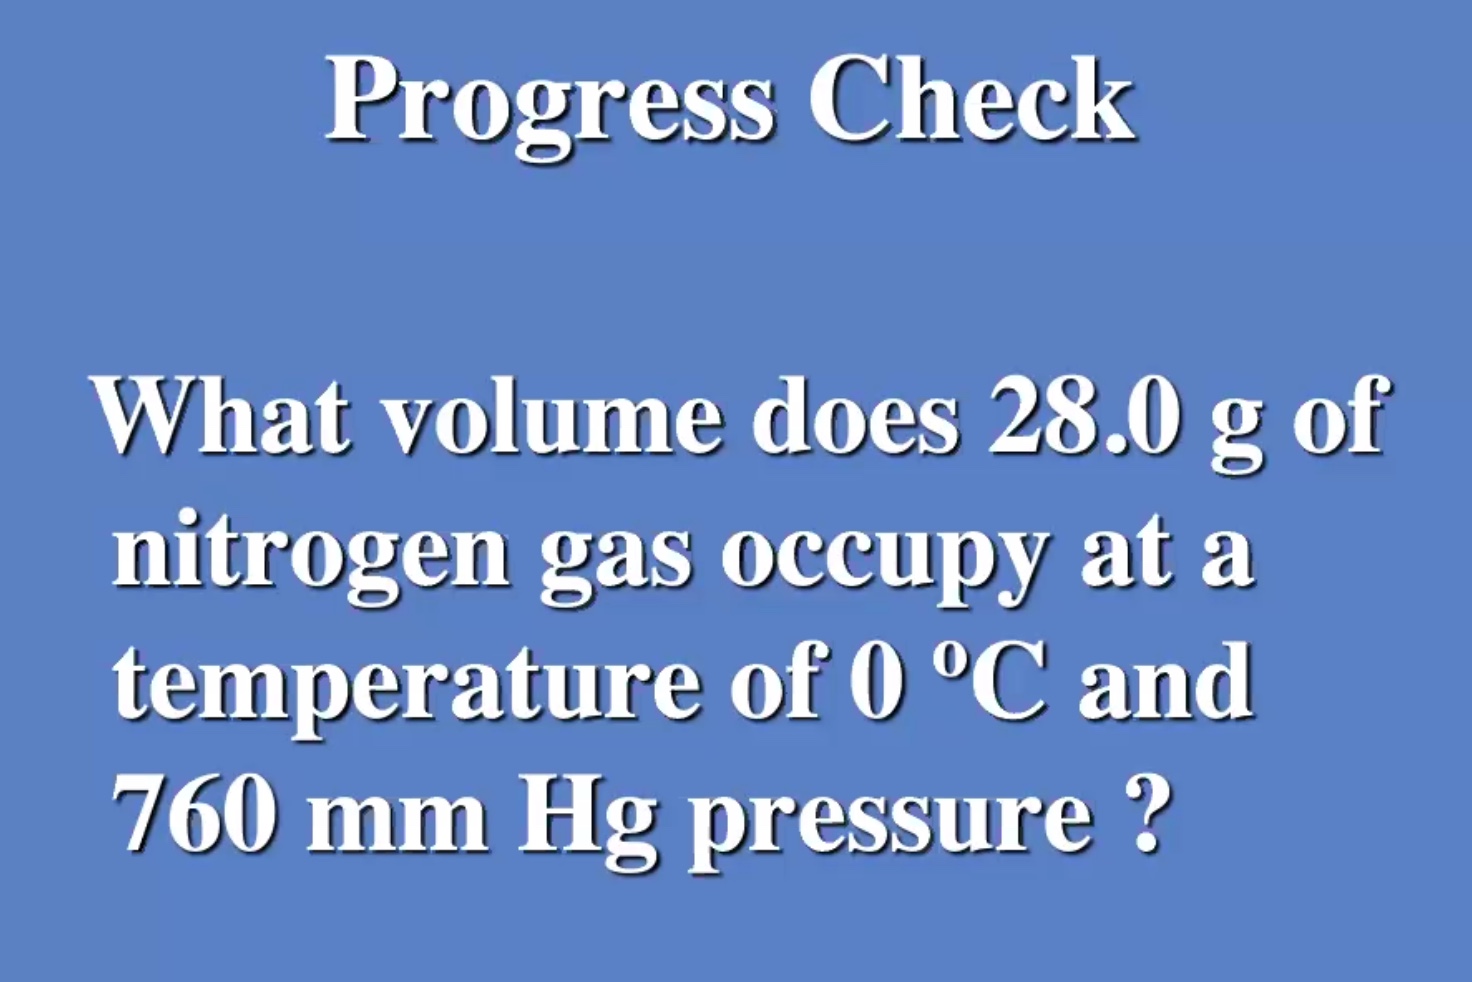 Progress Check
What volume does 28.0 g of
nitrogen gas occupy at a
temperature of 0 ºC and
760 mm Hg pressure ?